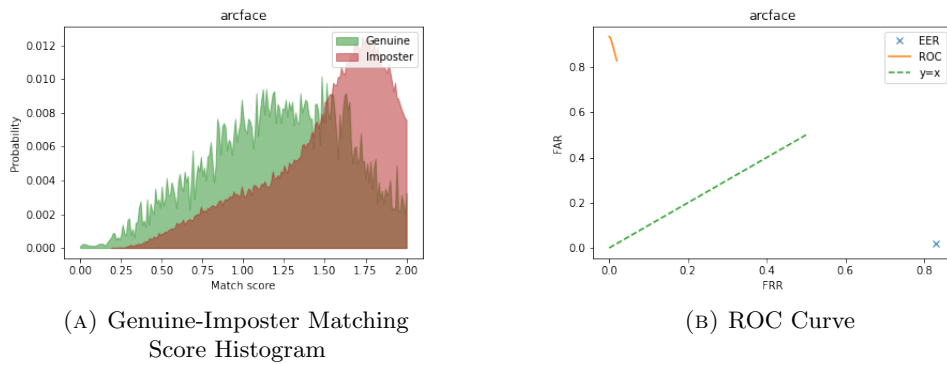 arcface
Genuine
Imposter
0.012
0.010
0.008
0.006
0.004
0.002
0.000
Probability
0.00 0.25 0.50 0.75 1.00 1.25 1.50 1.75 2.00
Match score
(A) Genuine-Imposter Matching
Score Histogram
arcface
EER
ROC
y=x
0.8
0.6
0.4
0.2
0.0
FAR
0.0 0.2 0.4 0.6 0.8
FRR
(B) ROC Curve